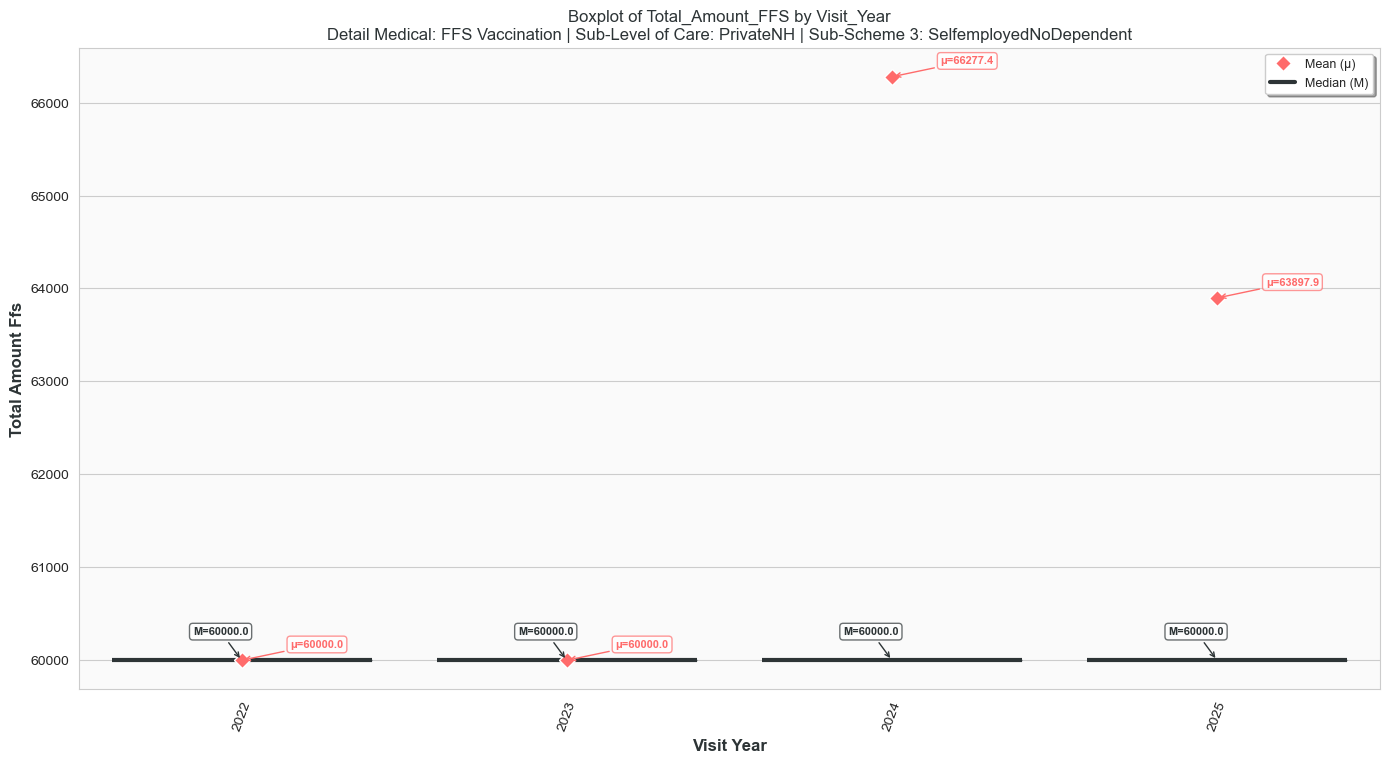 Boxplot of Total_Amount_FFS by Visit_Year
Detail Medical: FFS Vaccination | Sub-Level of Care: PrivateNH | Sub-Scheme 3: SelfemployedNoDependent
Mean (μ)
Median (M)
μ=66277.4
66000
65000
64000
μ=63897.9
63000
62000
61000
60000
Total Amount Ffs
M=60000.0
μ=60000.0
M=60000.0
μ=60000.0
M=60000.0
M=60000.0
2022
2023
2024
2025
Visit Year